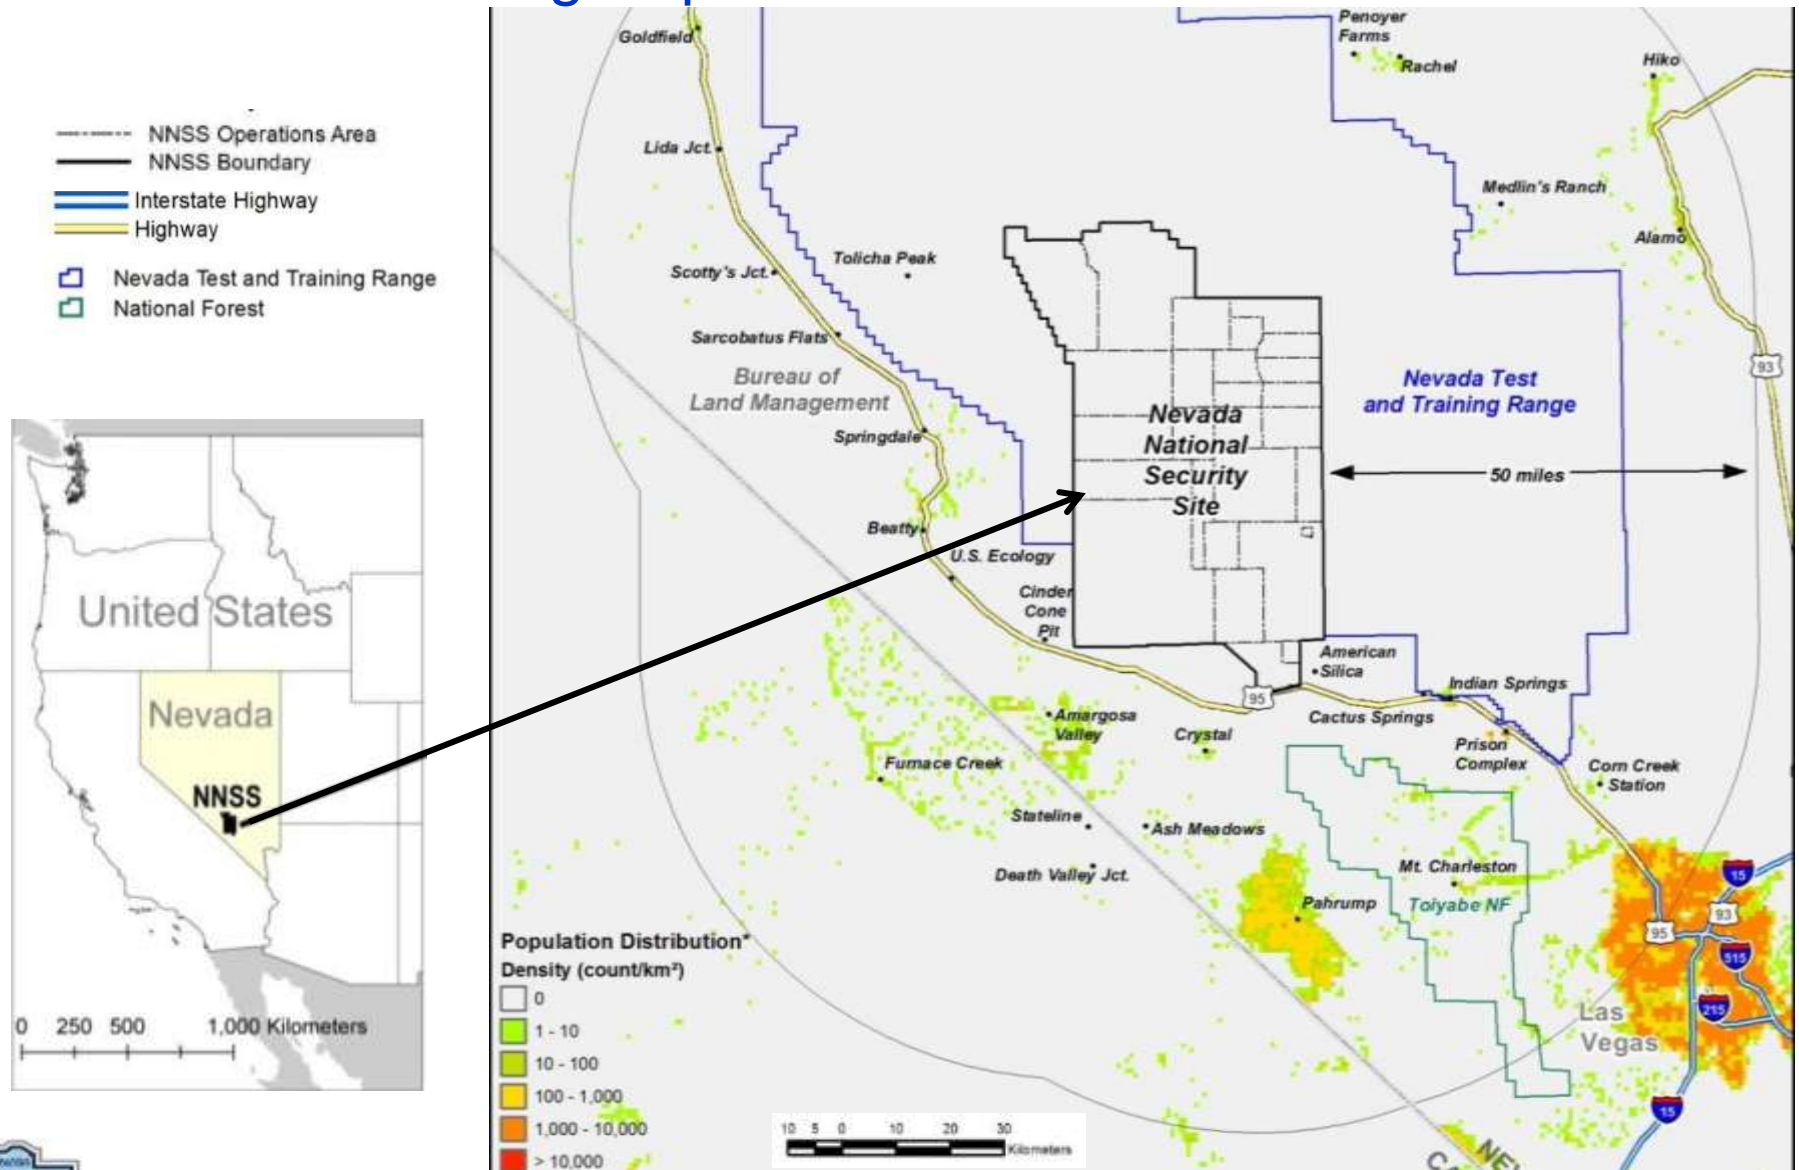 NNSS Operations Area
NNSS Boundary
Interstate Highway
Highway
Nevada Test and Training Range
National Forest
United States
Nevada
NNSS
0 250 500 1,000 Kilometers
Goldfield
Penoyer
Farms
Rachel
Hiko
Lida Jct.
Medlin's Ranch
Alamo
Tolicha Peak
Scotty's Jct.
Sarcobatus Flats
93
Bureau of
Land Management
Nevada Test
and Training Range
Nevada
National
Security
Site
50 miles
Springdale
Beatty
U.S. Ecology
Cinder
Cone
Pit
American
Silica
95
Indian Springs
Cactus Springs
Amargosa
Valley
Crystal
Prison
Complex
Corn Creek
Station
Furnace Creek
Stateline
Ash Meadows
Death Valley Jct.
Mt. Charleston
Toiyabe NF
Pahrump
15
93
95
515
215
Las
Vegas
15
Population Distribution*
Density (count/km²)
0
1 - 10
10 - 100
100 - 1,000
1,000 - 10,000
> 10,000
10 5 0 10 20 30
Kilometers